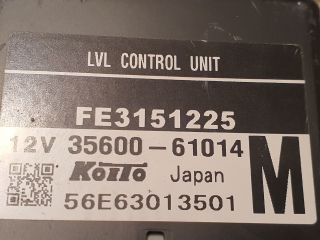 LVL CONTROL UNIT
FE3151225
12V 35600-61014
Koito Japan M
56E63013501